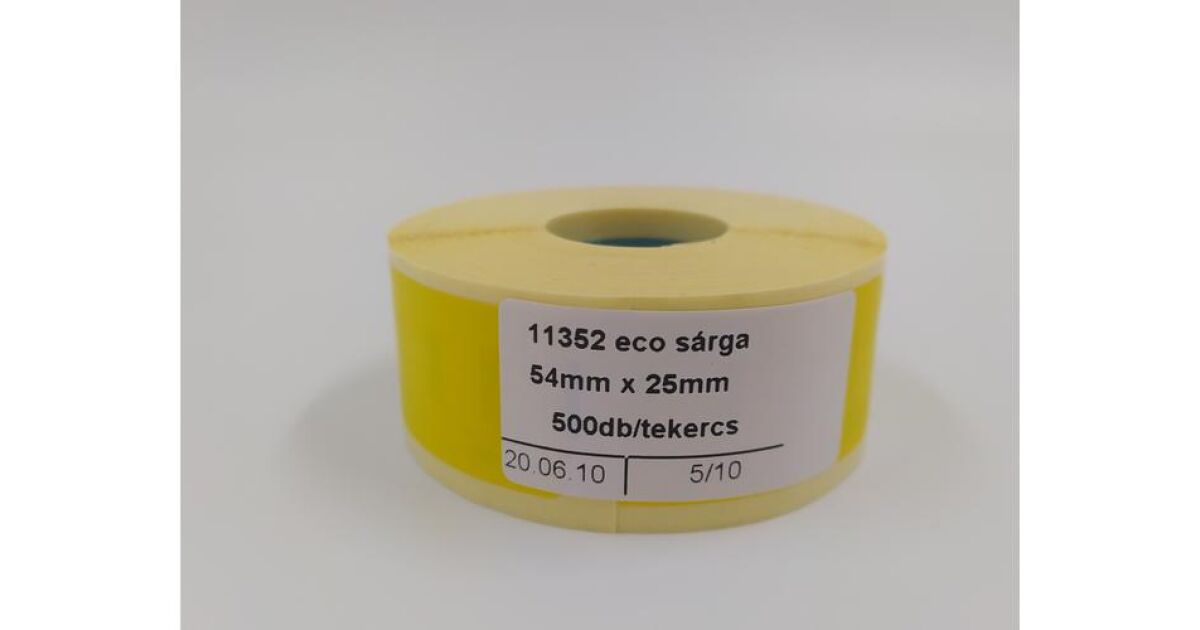 11352 eco sárga
54mm x 25mm
500db/tekercs
20.06.10 5/10